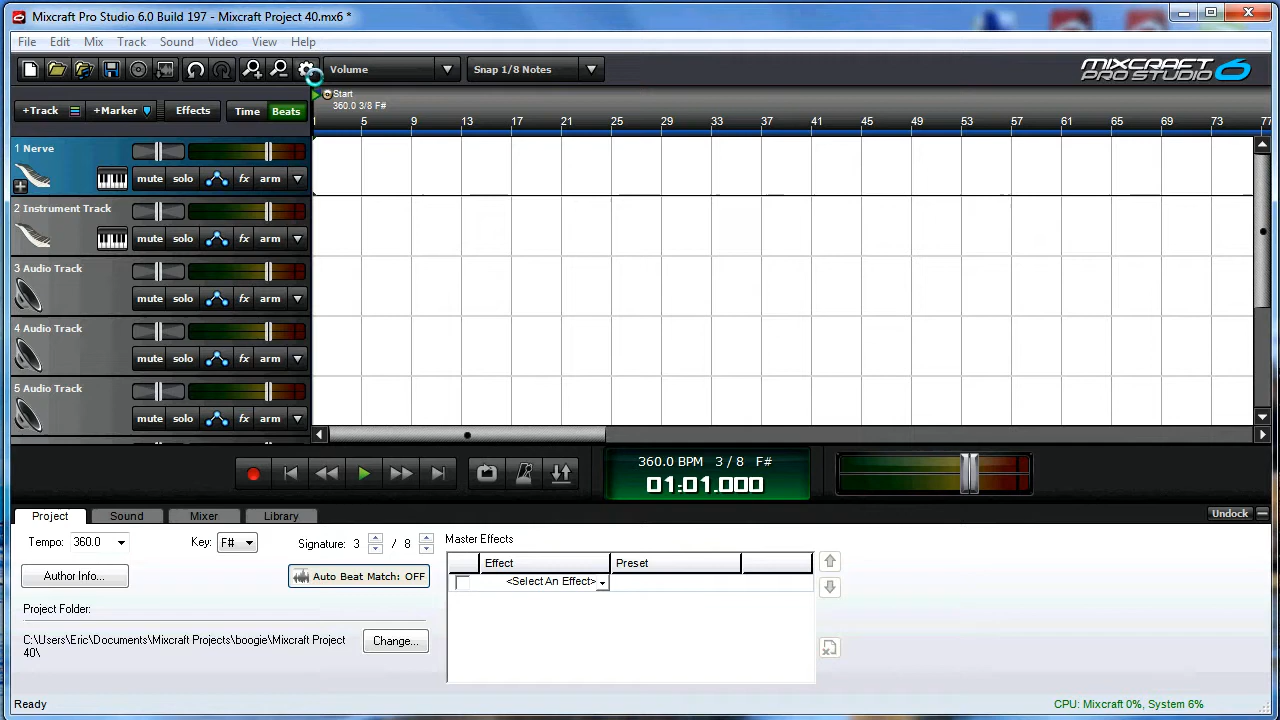 Mixcraft Pro Studio 6.0 Build 197 - Mixcraft Project 40.mx6 *
File Edit Mix Track Sound Video View Help
Volume Snap 1/8 Notes MIXCRAFT PRO STUDIO 6
+Track +Marker Effects Time Beats
Start
360.0 3/8 F#
1 5 9 13 17 21 25 29 33 37 41 45 49 53 57 61 65 69 73 77
1 Nerve
mute solo fx arm
2 Instrument Track
mute solo fx arm
3 Audio Track
mute solo fx arm
4 Audio Track
mute solo fx arm
5 Audio Track
mute solo fx arm
360.0 BPM 3 / 8 F#
01:01.000
Project Sound Mixer Library Undock
Tempo: 360.0 Key: F# Signature: 3 / 8
Author Info... Auto Beat Match: OFF
Project Folder:
C:\Users\Eric\Documents\Mixcraft Projects\boogie\Mixcraft Project
40\
Change...
Master Effects
Effect Preset
<Select An Effect>
Ready CPU: Mixcraft 0%, System 6%